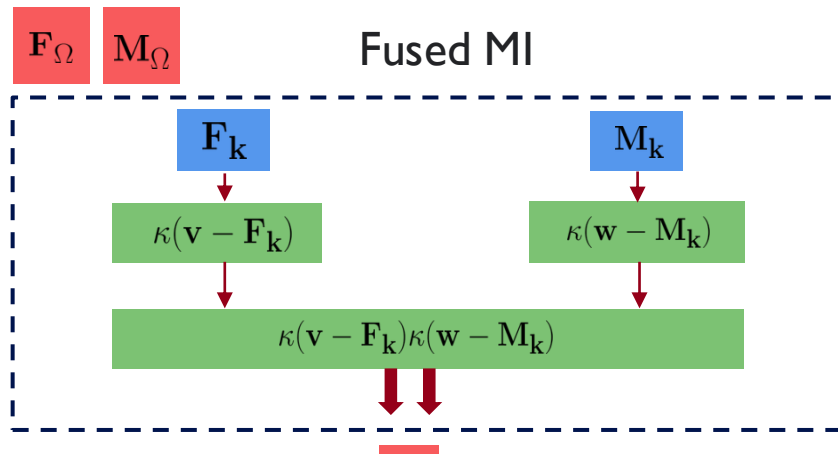 𝐅_Ω 𝐌_Ω Fused MI
𝐅_𝐤 𝐌_𝐤
κ(𝐯 − 𝐅_𝐤) κ(𝐰 − 𝐌_𝐤)
κ(𝐯 − 𝐅_𝐤)κ(𝐰 − 𝐌_𝐤)